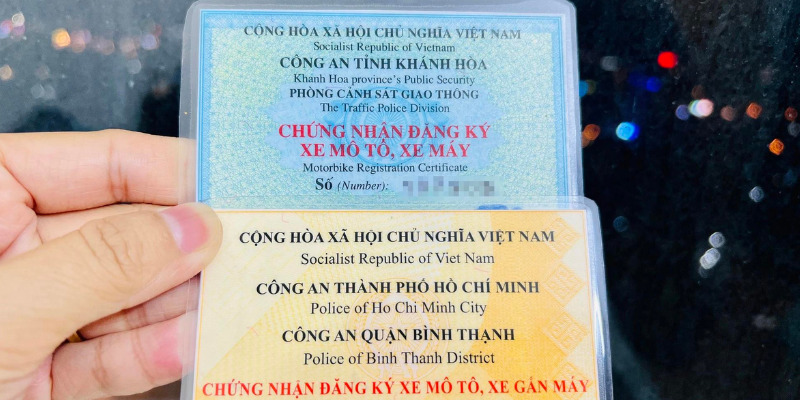 CỘNG HÒA XÃ HỘI CHỦ NGHĨA VIỆT NAM
Socialist Republic of Vietnam
CÔNG AN TỈNH KHÁNH HÒA
Khanh Hoa province's Public Security
PHÒNG CẢNH SÁT GIAO THÔNG
The Traffic Police Division
CHỨNG NHẬN ĐĂNG KÝ
XE MÔ TÔ, XE MÁY
Motorbike Registration Certificate
Số (Number):
CỘNG HÒA XÃ HỘI CHỦ NGHĨA VIỆT NAM
Socialist Republic of Viet Nam
CÔNG AN THÀNH PHỐ HỒ CHÍ MINH
Police of Ho Chi Minh City
CÔNG AN QUẬN BÌNH THẠNH
Police of Binh Thanh District
CHỨNG NHẬN ĐĂNG KÝ XE MÔ TÔ, XE GẮN MÁY